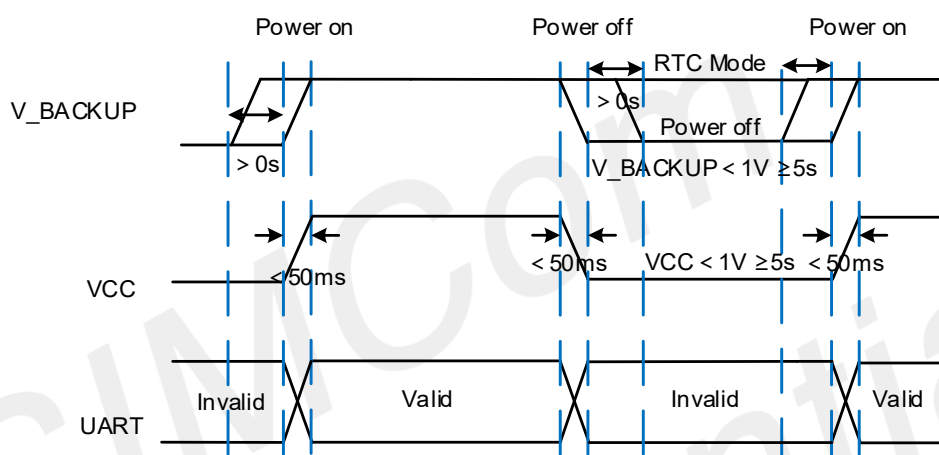 Power on
Power off
Power on
RTC Mode
V_BACKUP
> 0s
Power off
> 0s
V_BACKUP < 1V ≥5s
< 50ms
VCC < 1V ≥5s
< 50ms
< 50ms
VCC
Invalid
Valid
Invalid
Valid
UART